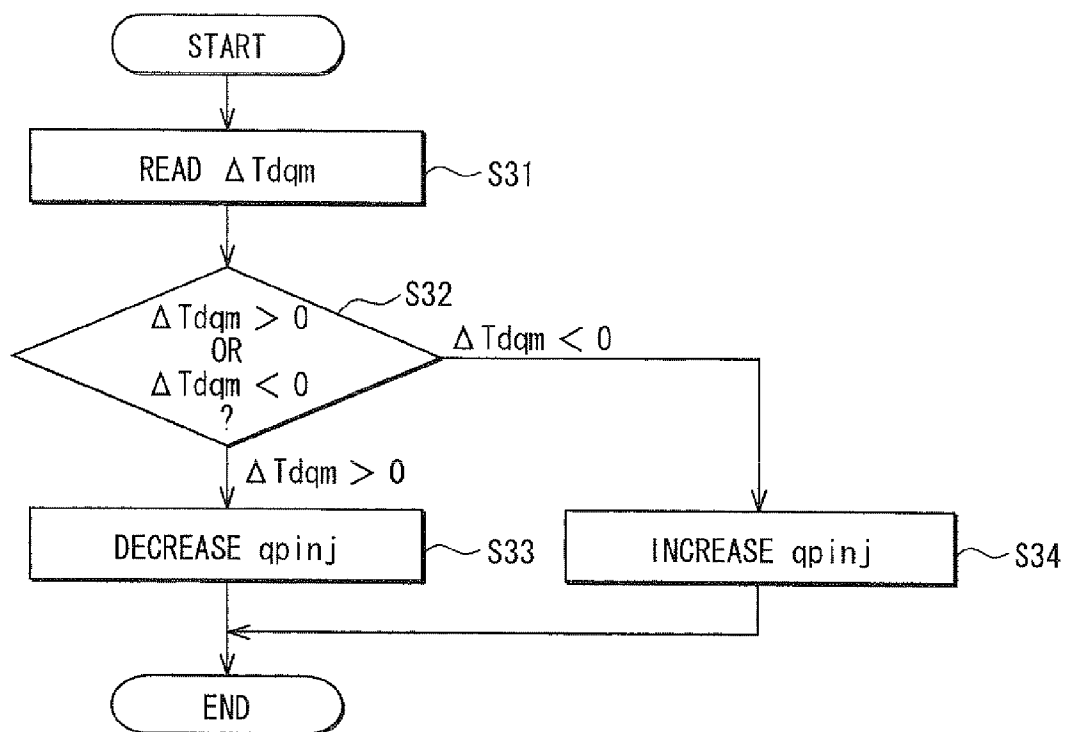 START
READ ΔTdqm
S31
S32
ΔTdqm > 0
OR
ΔTdqm < 0
?
ΔTdqm < 0
ΔTdqm > 0
DECREASE qpinj
S33
INCREASE qpinj
S34
END